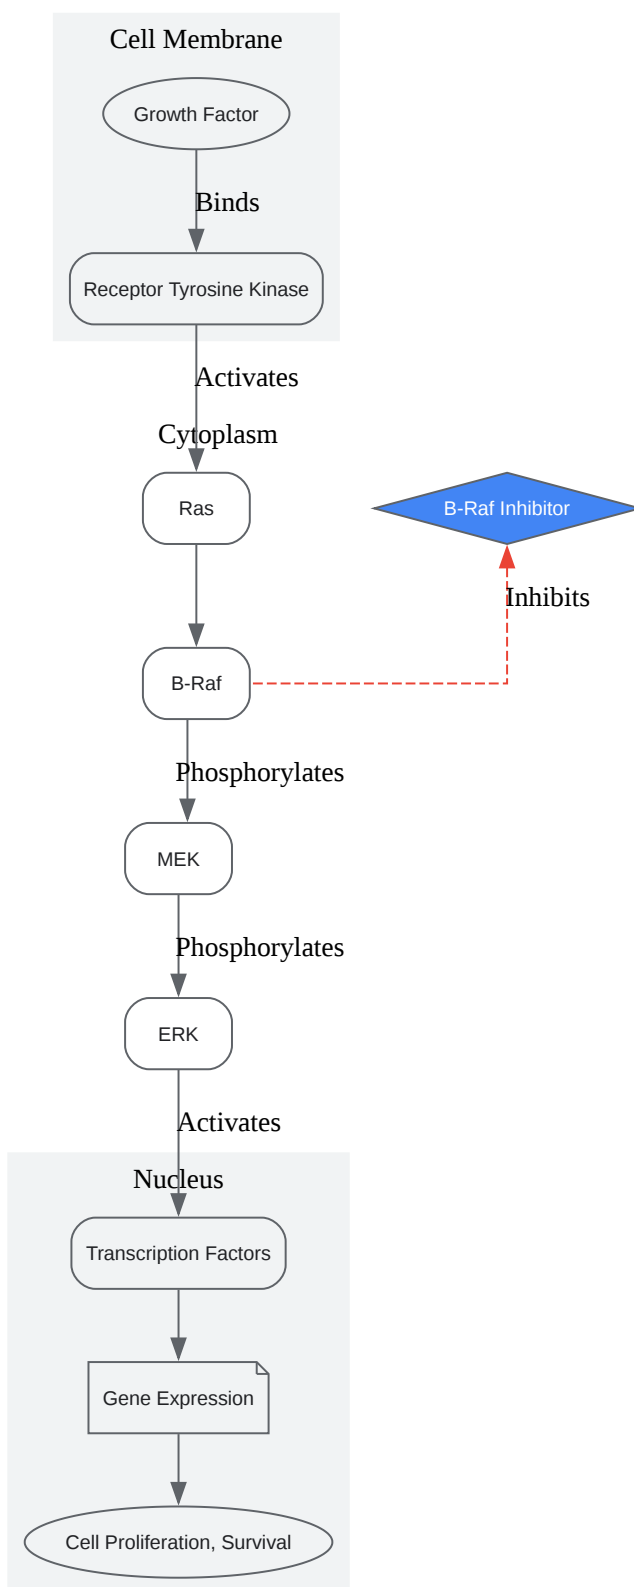 Cell Membrane
Growth Factor
Binds
Receptor Tyrosine Kinase
Activates
Cytoplasm
Ras
B-Raf Inhibitor
Inhibits
B-Raf
Phosphorylates
MEK
Phosphorylates
ERK
Activates
Nucleus
Transcription Factors
Gene Expression
Cell Proliferation, Survival